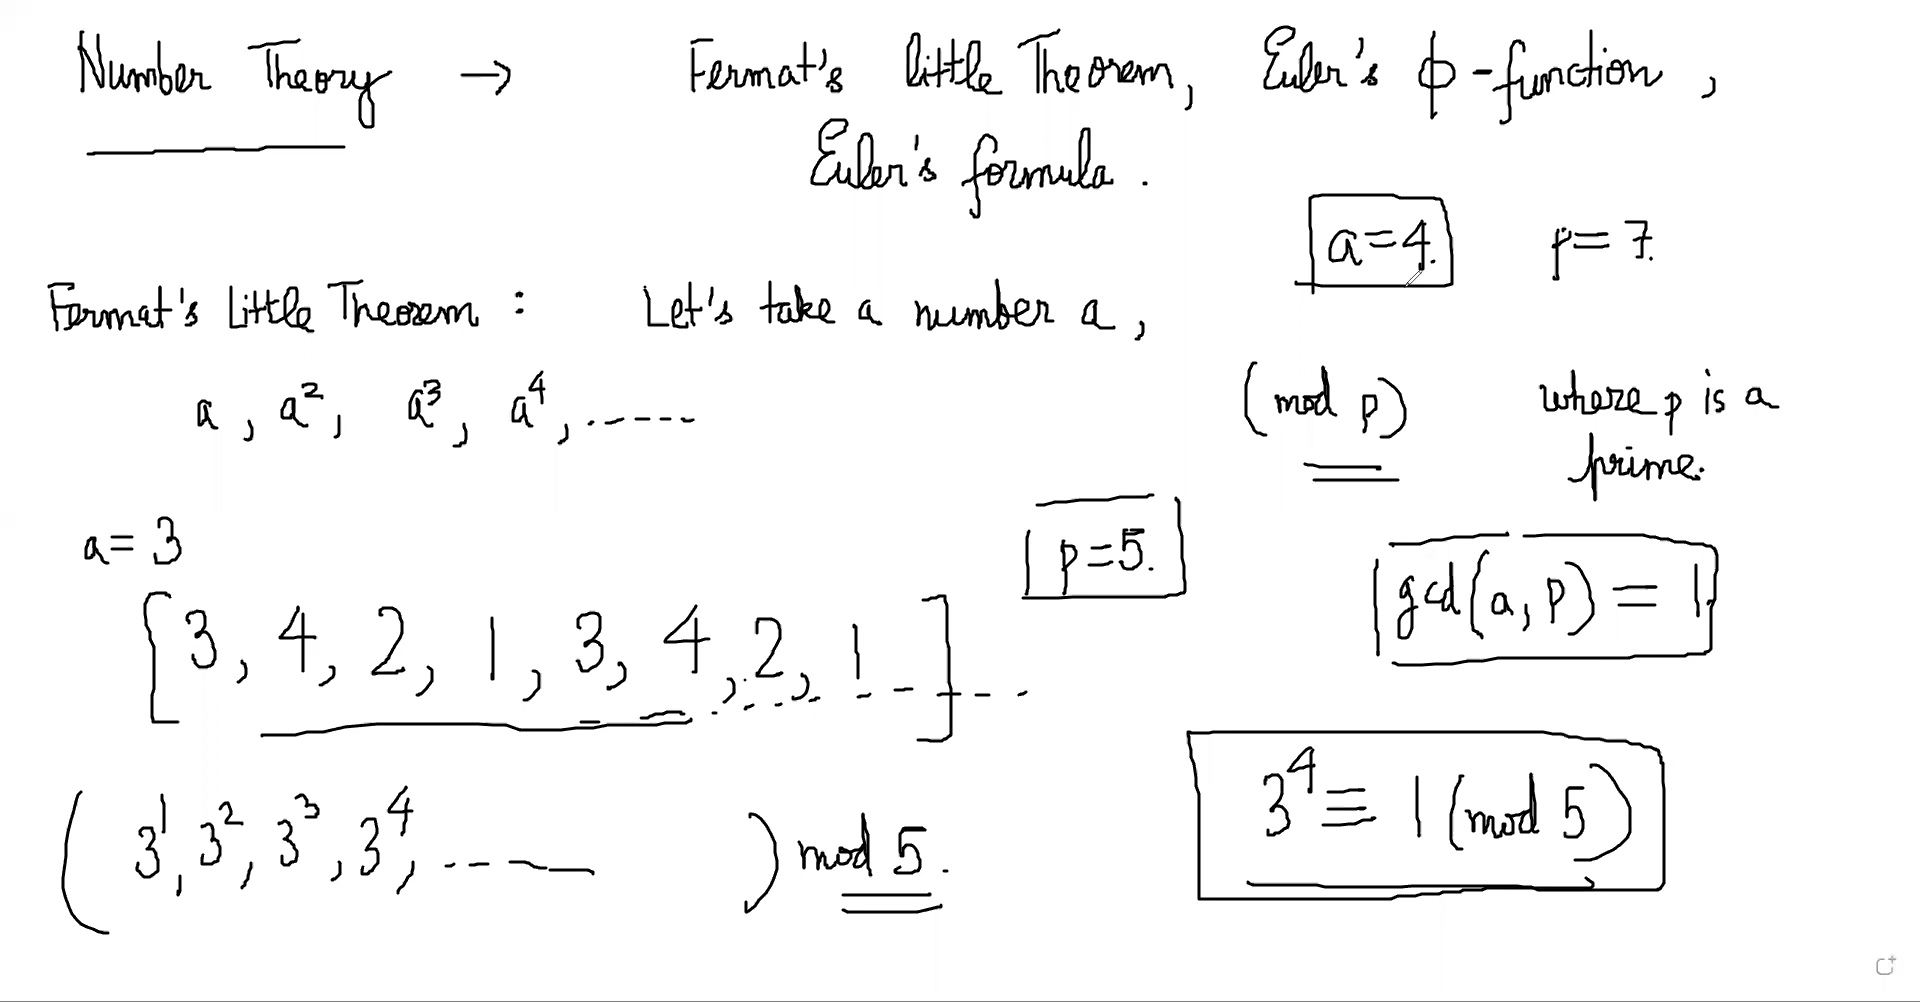 Number Theory → Fermat's little Theorem, Euler's ϕ-function,
Euler's formula.
a=4. p=7.
Fermat's Little Theorem : Let's take a number a,
a, a², a³, a⁴, ......
(mod p) where p is a
prime.
a=3
p=5.
gcd(a, p) = 1.
[3, 4, 2, 1, 3, 4, 2, 1] ---
(3¹, 3², 3³, 3⁴, ---- ) mod 5.
3⁴ ≡ 1 (mod 5)